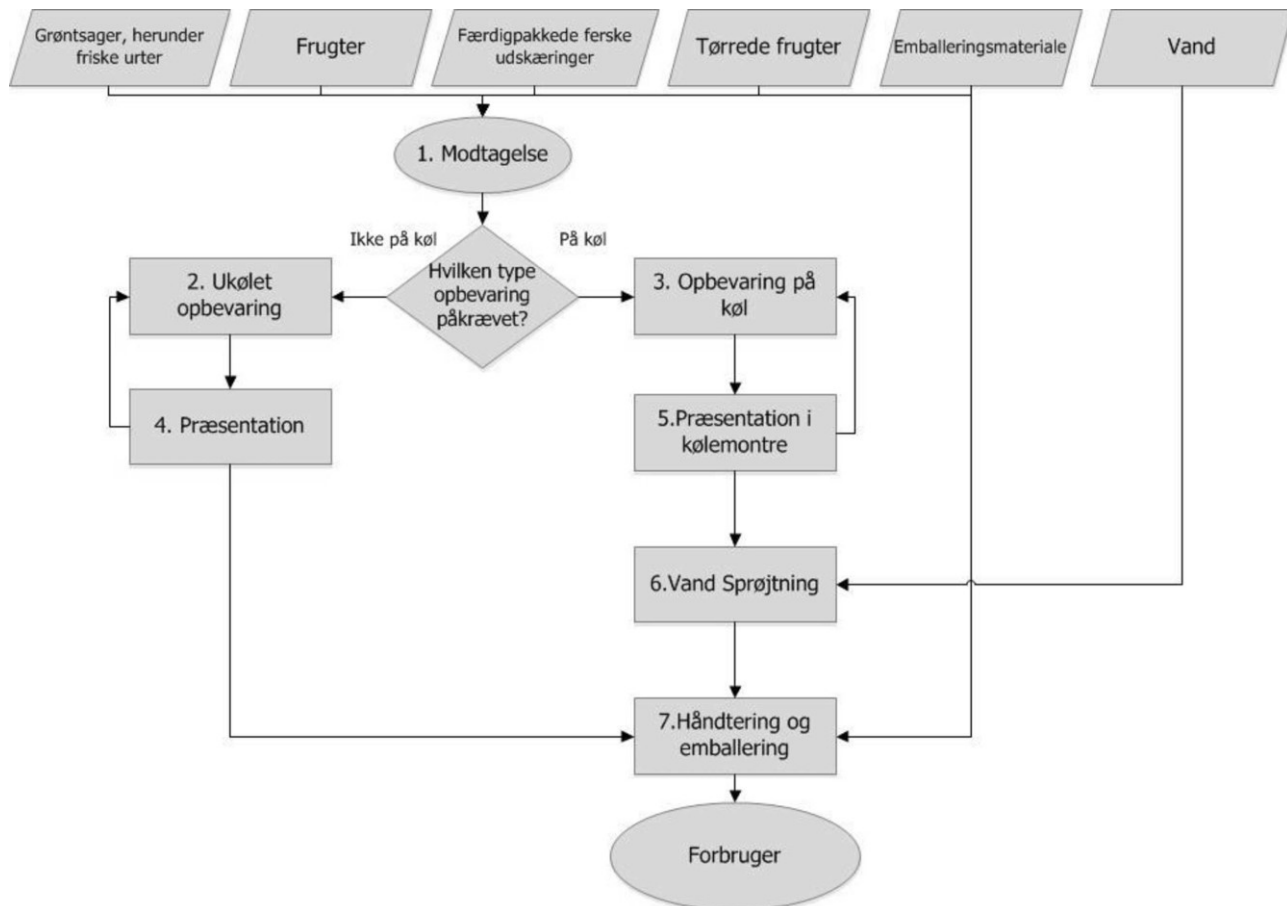 Grøntsager, herunder
friske urter
Frugter
Færdigpakkede ferske
udskæringer
Tørrede frugter
Emballeringsmateriale
Vand
1. Modtagelse
Ikke på køl
På køl
Hvilken type
opbevaring
påkrævet?
2. Ukølet
opbevaring
3. Opbevaring på
køl
4. Præsentation
5.Præsentation i
kølemontre
6.Vand Sprøjtning
7.Håndtering og
emballering
Forbruger